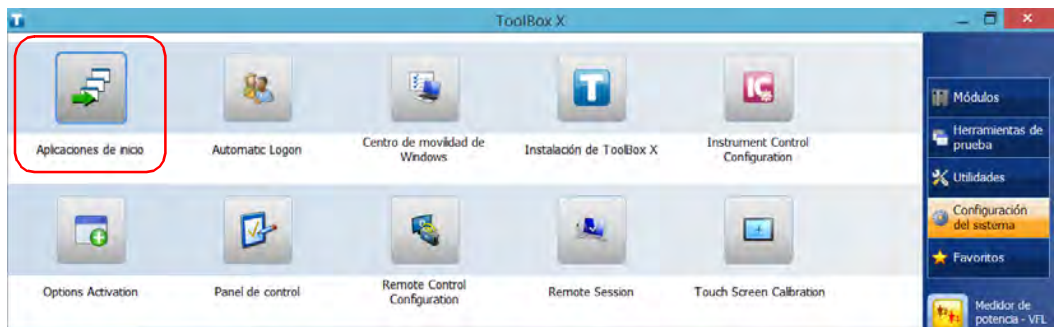 ToolBox X
Aplicaciones de inicio
Automatic Logon
Centro de movilidad de
Windows
Instalación de ToolBox X
Instrument Control
Configuration
Options Activation
Panel de control
Remote Control
Configuration
Remote Session
Touch Screen Calibration
Módulos
Herramientas de
prueba
Utilidades
Configuración
del sistema
Favoritos
Medidor de
potencia - VFL